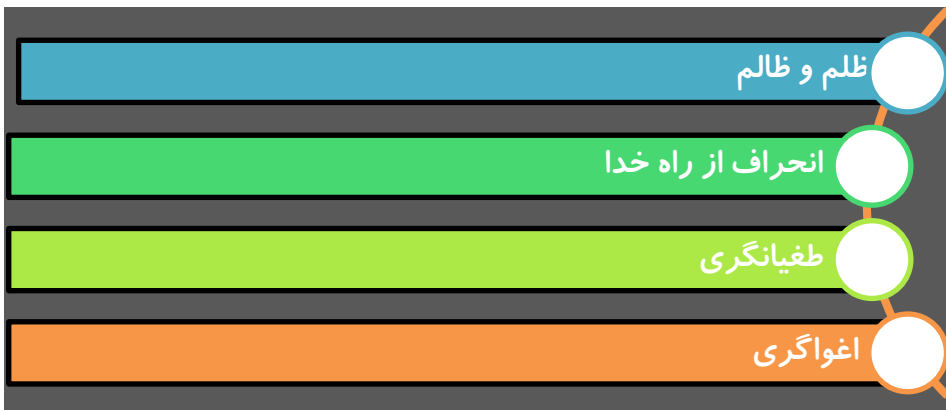 ظلم و ظالم
انحراف از راه خدا
طغیانگری
اغواگری